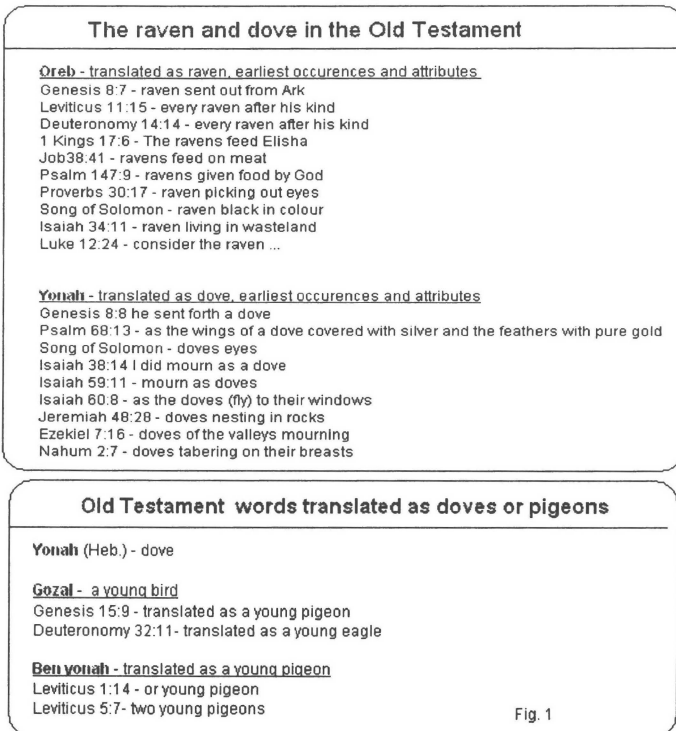 The raven and dove in the Old Testament
Oreb - translated as raven, earliest occurences and attributes
Genesis 8:7 - raven sent out from Ark
Leviticus 11:15 - every raven after his kind
Deuteronomy 14:14 - every raven after his kind
1 Kings 17:6 - The ravens feed Elisha
Job38:41 - ravens feed on meat
Psalm 147:9 - ravens given food by God
Proverbs 30:17 - raven picking out eyes
Song of Solomon - raven black in colour
Isaiah 34:11 - raven living in wasteland
Luke 12:24 - consider the raven ...
Yonah - translated as dove, earliest occurences and attributes
Genesis 8:8 he sent forth a dove
Psalm 68:13 - as the wings of a dove covered with silver and the feathers with pure gold
Song of Solomon - doves eyes
Isaiah 38:14 I did mourn as a dove
Isaiah 59:11 - mourn as doves
Isaiah 60:8 - as the doves (fly) to their windows
Jeremiah 48:28 - doves nesting in rocks
Ezekiel 7:16 - doves of the valleys mourning
Nahum 2:7 - doves tabering on their breasts
Old Testament words translated as doves or pigeons
Yonah (Heb.) - dove
Gozal - a young bird
Genesis 15:9 - translated as a young pigeon
Deuteronomy 32:11- translated as a young eagle
Ben yonah - translated as a young pigeon
Leviticus 1:14 - or young pigeon
Leviticus 5:7- two young pigeons
Fig. 1